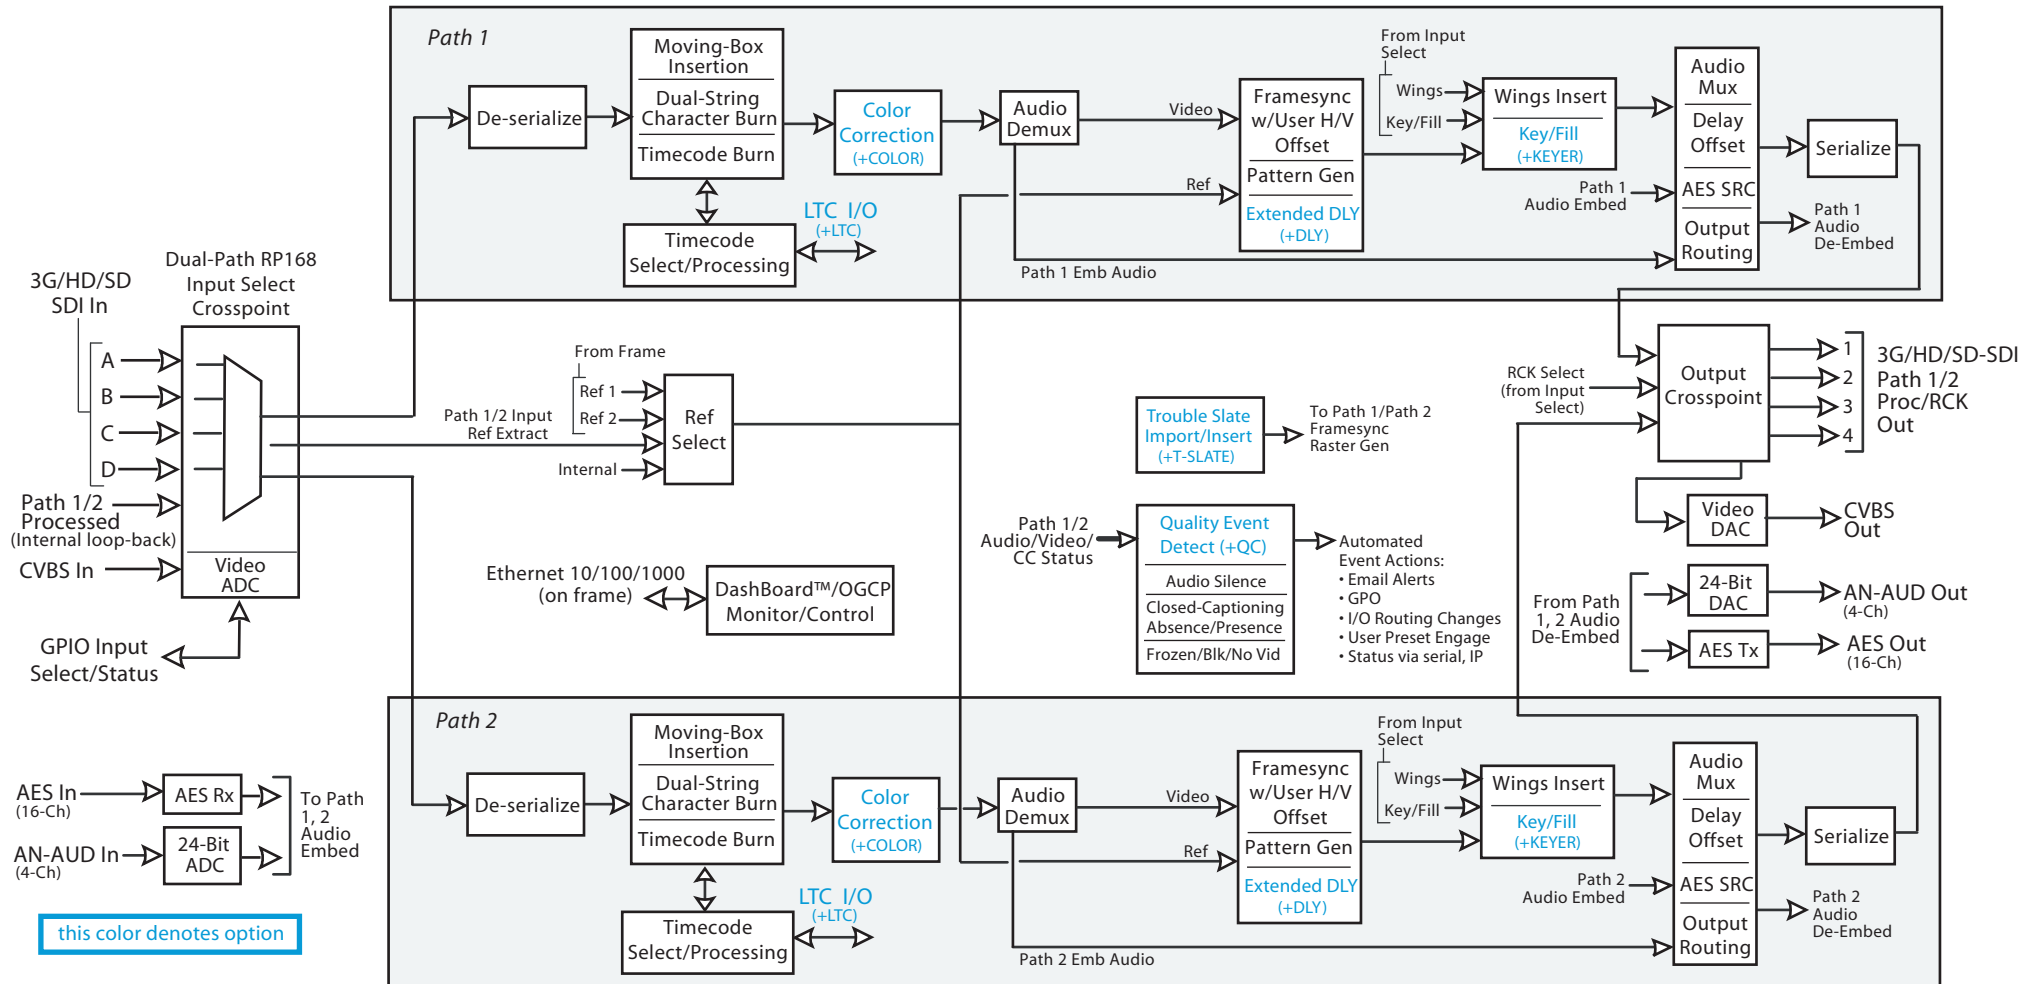 Path 1
De-serialize
Moving-Box
Insertion
Dual-String
Character Burn
Timecode Burn
Timecode
Select/Processing
LTC I/O
(+LTC)
Color
Correction
(+COLOR)
Audio
Demux
Video
Ref
Path 1 Emb Audio
Framesync
w/User H/V
Offset
Pattern Gen
Extended DLY
(+DLY)
From Input
Select
Wings
Key/Fill
Wings Insert
Key/Fill
(+KEYER)
Path 1
Audio Embed
Audio
Mux
Delay
Offset
AES SRC
Output
Routing
Serialize
Path 1
Audio
De-Embed
Dual-Path RP168
Input Select
Crosspoint
3G/HD/SD
SDI In
A
B
C
D
Path 1/2
Processed
(Internal loop-back)
CVBS In
Video
ADC
GPIO Input
Select/Status
From Frame
Ref 1
Ref 2
Path 1/2 Input
Ref Extract
Internal
Ref
Select
Ethernet 10/100/1000
(on frame)
DashBoard™/OGCP
Monitor/Control
Trouble Slate
Import/Insert
(+T-SLATE)
To Path 1/Path 2
Framesync
Raster Gen
Path 1/2
Audio/Video/
CC Status
Quality Event
Detect (+QC)
Audio Silence
Closed-Captioning
Absence/Presence
Frozen/Blk/No Vid
Automated
Event Actions:
• Email Alerts
• GPO
• I/O Routing Changes
• User Preset Engage
• Status via serial, IP
RCK Select
(from Input
Select)
Output
Crosspoint
1
2
3
4
3G/HD/SD-SDI
Path 1/2
Proc/RCK
Out
Video
DAC
CVBS
Out
From Path
1, 2 Audio
De-Embed
24-Bit
DAC
AN-AUD Out
(4-Ch)
AES Tx
AES Out
(16-Ch)
AES In
(16-Ch)
AES Rx
AN-AUD In
(4-Ch)
24-Bit
ADC
To Path
1, 2
Audio
Embed
this color denotes option
Path 2
De-serialize
Moving-Box
Insertion
Dual-String
Character Burn
Timecode Burn
Timecode
Select/Processing
LTC I/O
(+LTC)
Color
Correction
(+COLOR)
Audio
Demux
Video
Ref
Path 2 Emb Audio
Framesync
w/User H/V
Offset
Pattern Gen
Extended DLY
(+DLY)
From Input
Select
Wings
Key/Fill
Wings Insert
Key/Fill
(+KEYER)
Path 2
Audio Embed
Audio
Mux
Delay
Offset
AES SRC
Output
Routing
Serialize
Path 2
Audio
De-Embed